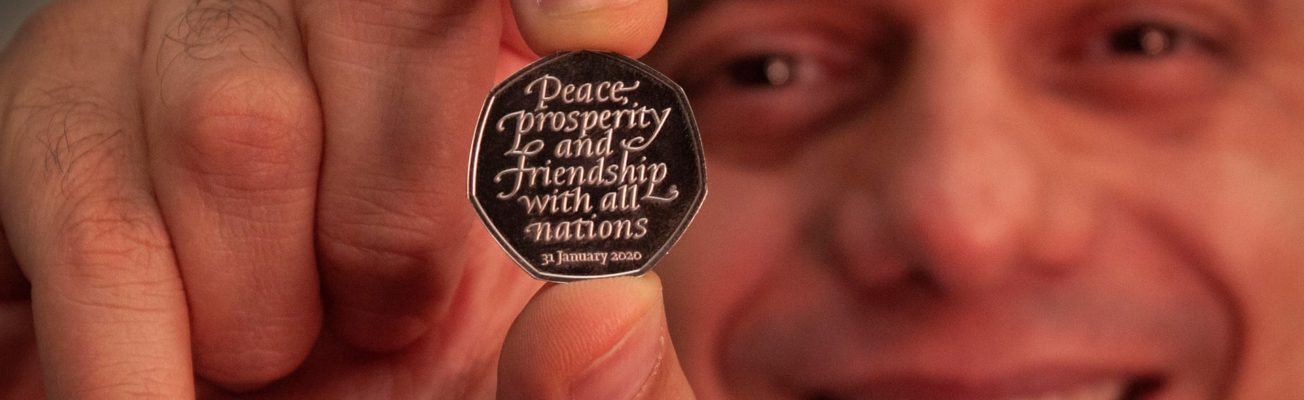 Peace,
prosperity
and
friendship
with all
nations
31 January 2020